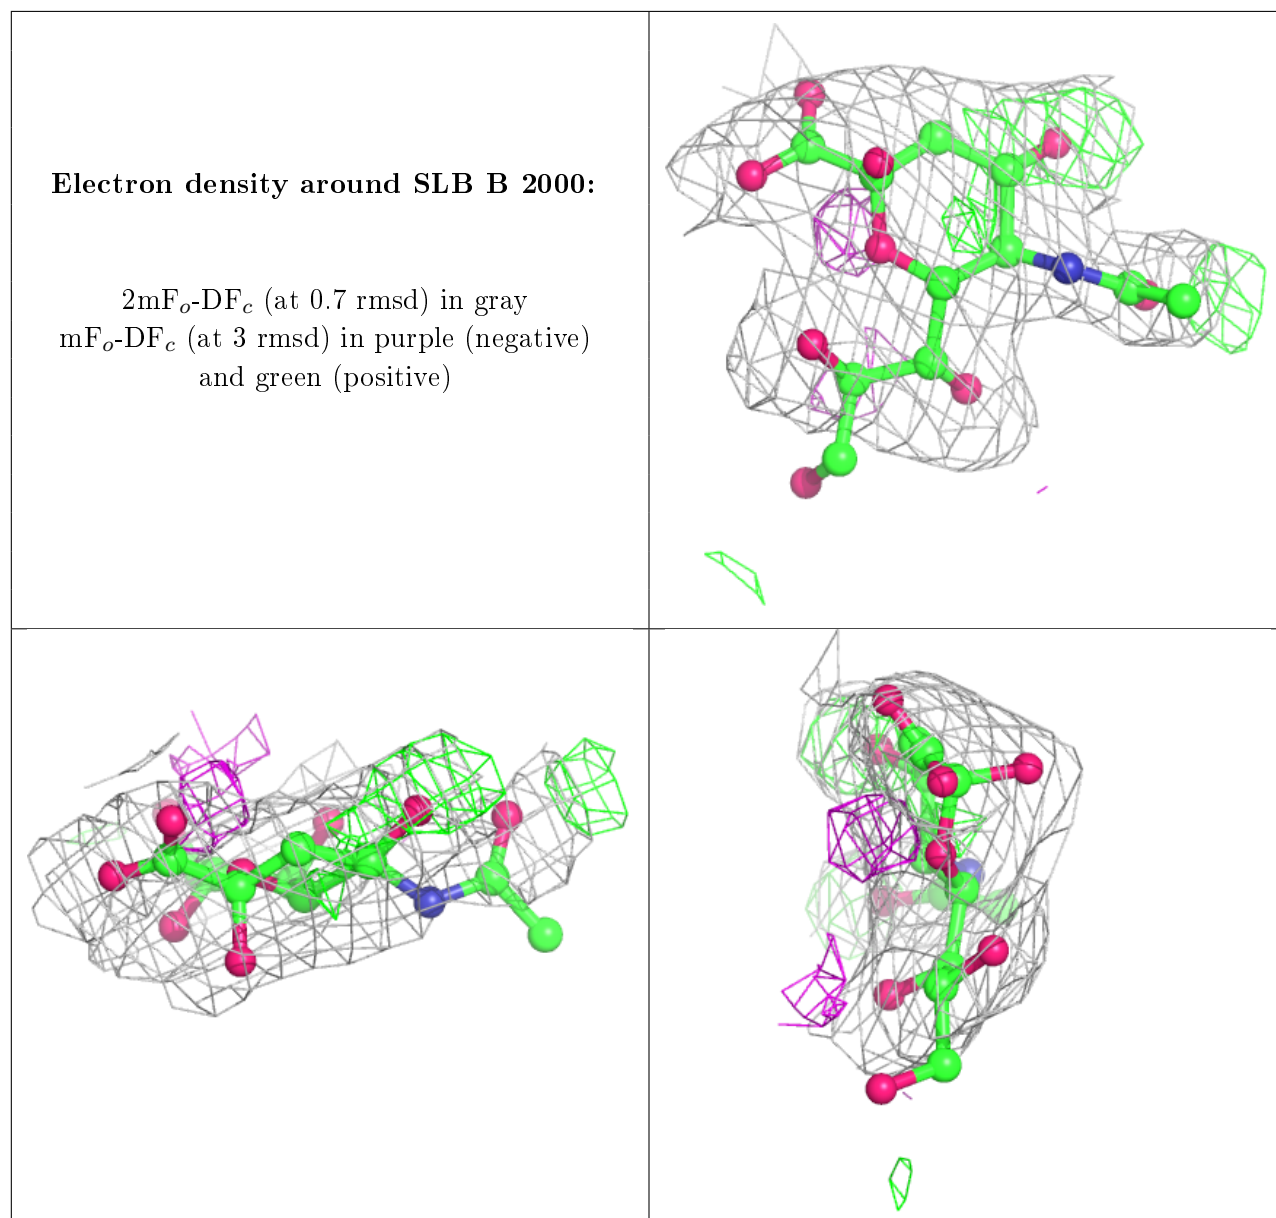 Electron density around SLB B 2000:
2mFo-DFc (at 0.7 rmsd) in gray
mFo-DFc (at 3 rmsd) in purple (negative)
and green (positive)